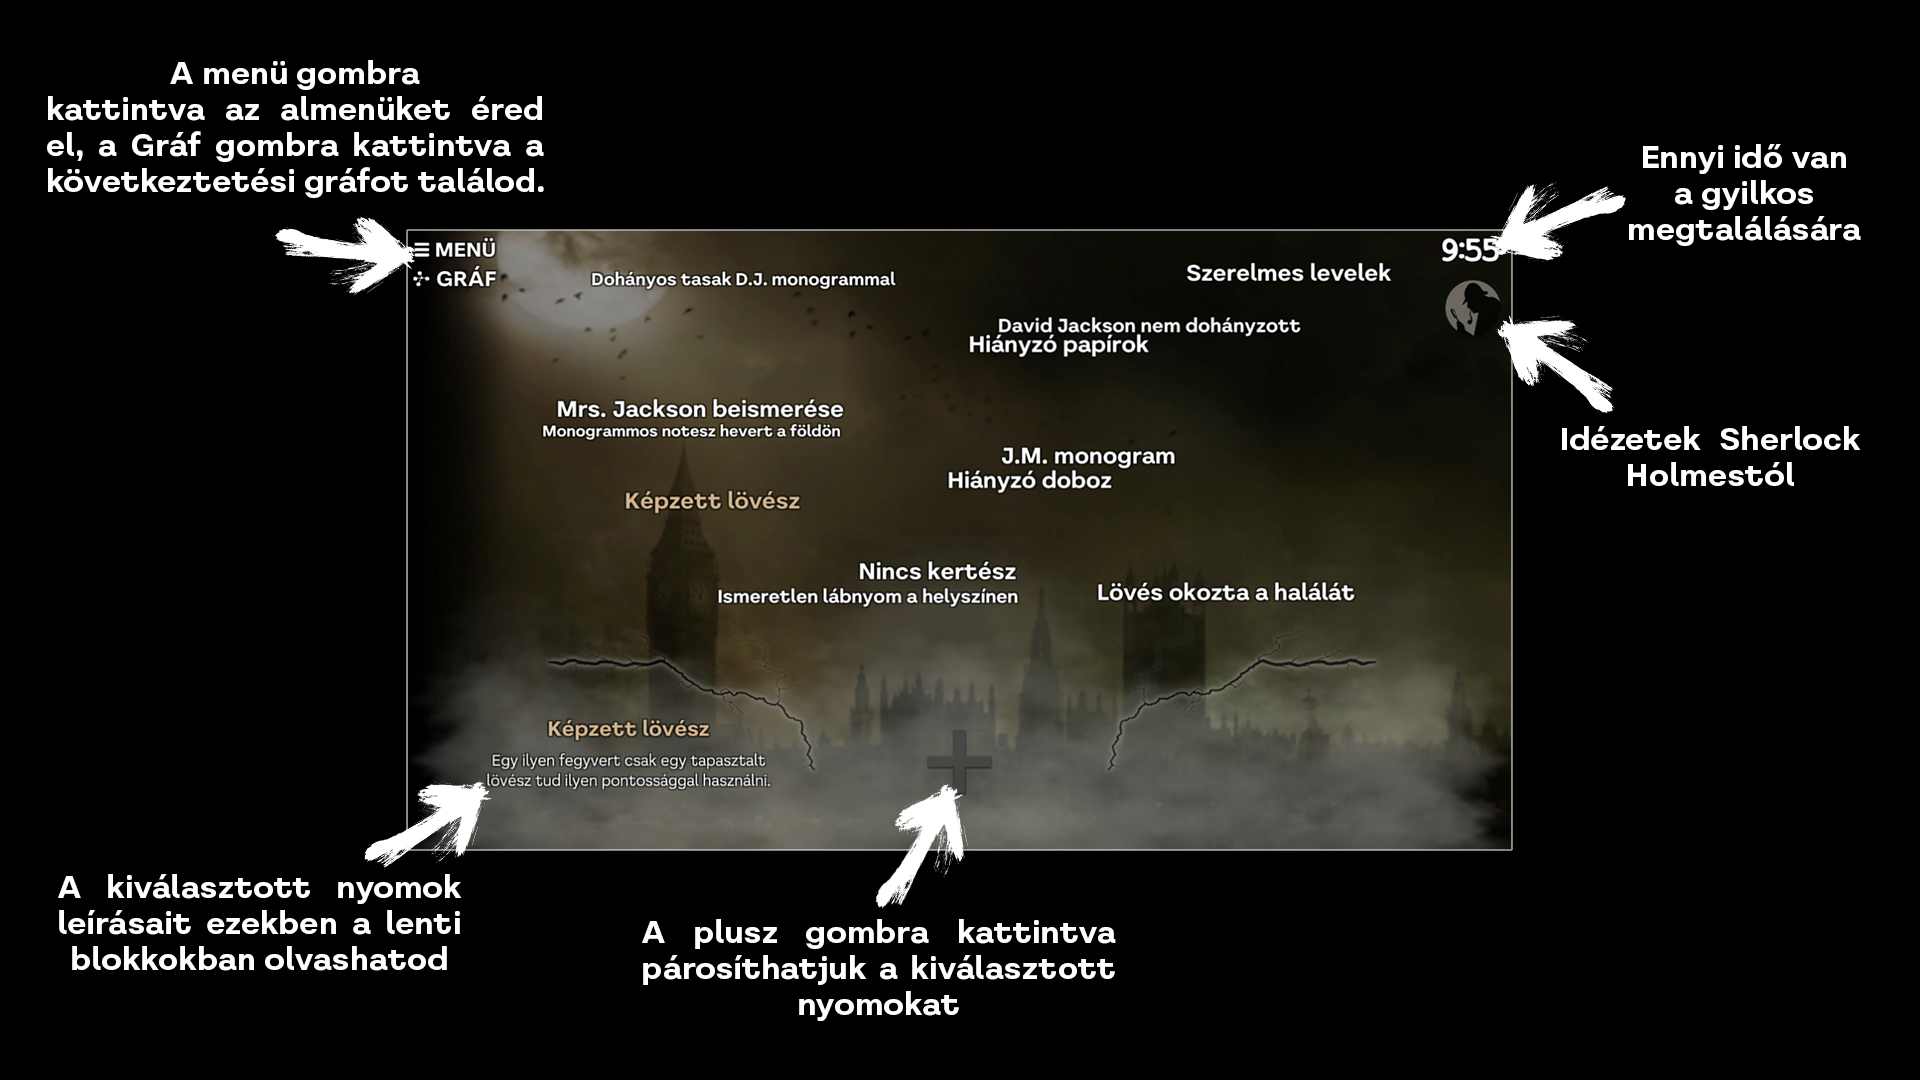 A menü gombra
kattintva az almenüket éred
el, a Gráf gombra kattintva a
következtetési gráfot találod.
Ennyi idő van
a gyilkos
megtalálására
MENÜ
GRÁF
9:55
Dohányos tasak D.J. monogrammal
Szerelmes levelek
David Jackson nem dohányzott
Hiányzó papírok
Mrs. Jackson beismerése
Monogrammos notesz hevert a földön
Idézetek Sherlock
Holmestól
J.M. monogram
Hiányzó doboz
Képzett lövész
Nincs kertész
Ismeretlen lábnyom a helyszínen
Lövés okozta a halálát
Képzett lövész
Egy ilyen fegyvert csak egy tapasztalt
lövész tud ilyen pontossággal használni.
A kiválasztott nyomok
leírásait ezekben a lenti
blokkokban olvashatod
A plusz gombra kattintva
párosíthatjuk a kiválasztott
nyomokat